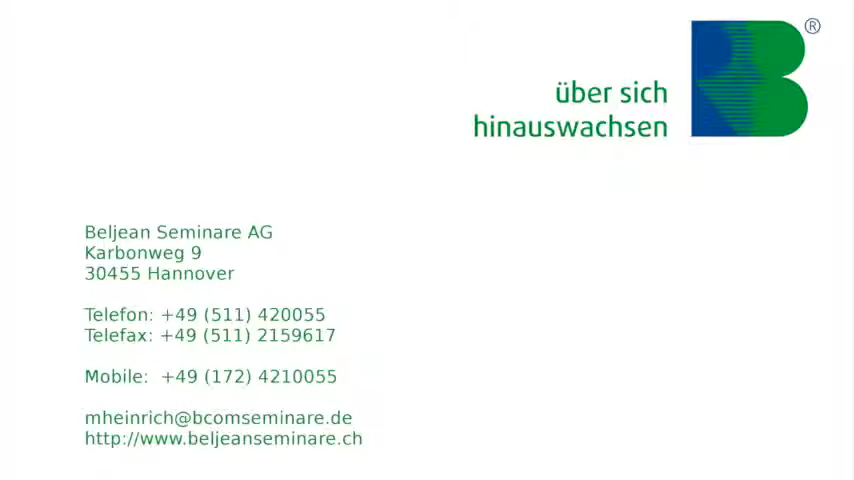 ®
über sich
hinauswachsen
Beljean Seminare AG
Karbonweg 9
30455 Hannover
Telefon: +49 (511) 420055
Telefax: +49 (511) 2159617
Mobile: +49 (172) 4210055
mheinrich@bcomseminare.de
http://www.beljeanseminare.ch